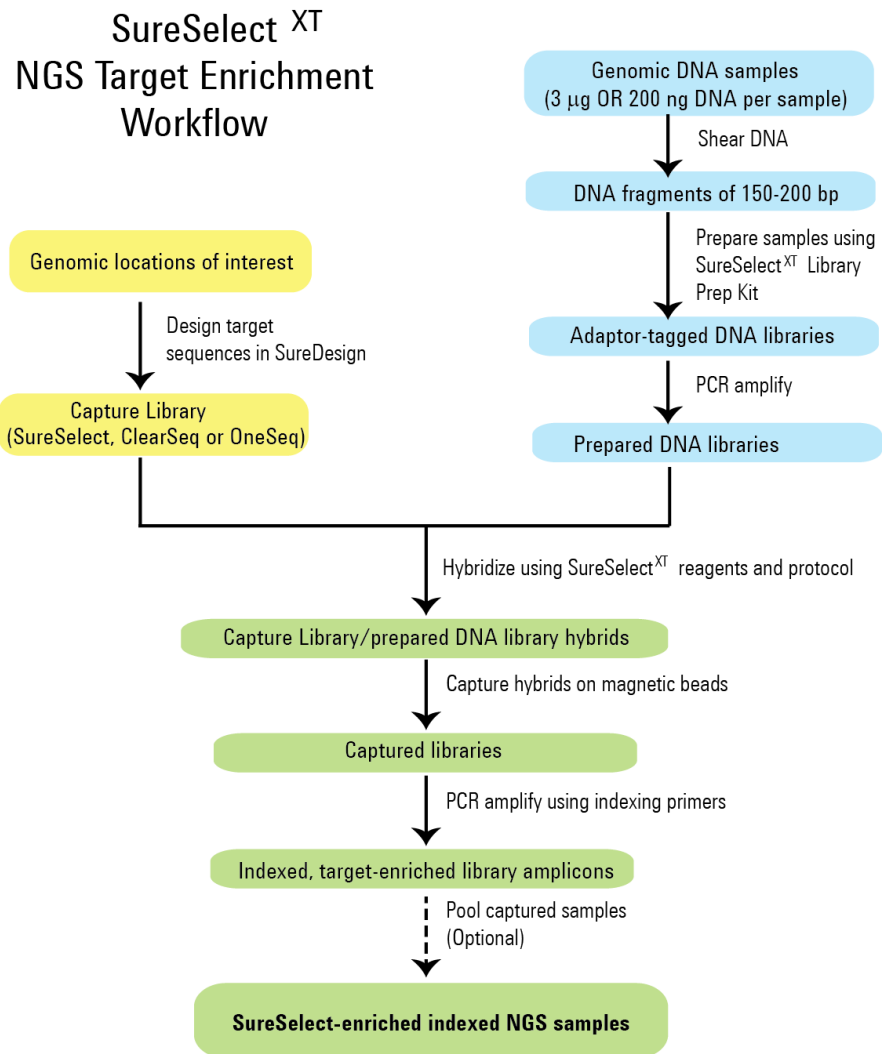 SureSelect XT
NGS Target Enrichment
Workflow
Genomic DNA samples
(3 µg OR 200 ng DNA per sample)
Shear DNA
DNA fragments of 150-200 bp
Prepare samples using
SureSelect XT Library
Prep Kit
Adaptor-tagged DNA libraries
PCR amplify
Prepared DNA libraries
Genomic locations of interest
Design target
sequences in SureDesign
Capture Library
(SureSelect, ClearSeq or OneSeq)
Hybridize using SureSelect XT reagents and protocol
Capture Library/prepared DNA library hybrids
Capture hybrids on magnetic beads
Captured libraries
PCR amplify using indexing primers
Indexed, target-enriched library amplicons
Pool captured samples
(Optional)
SureSelect-enriched indexed NGS samples